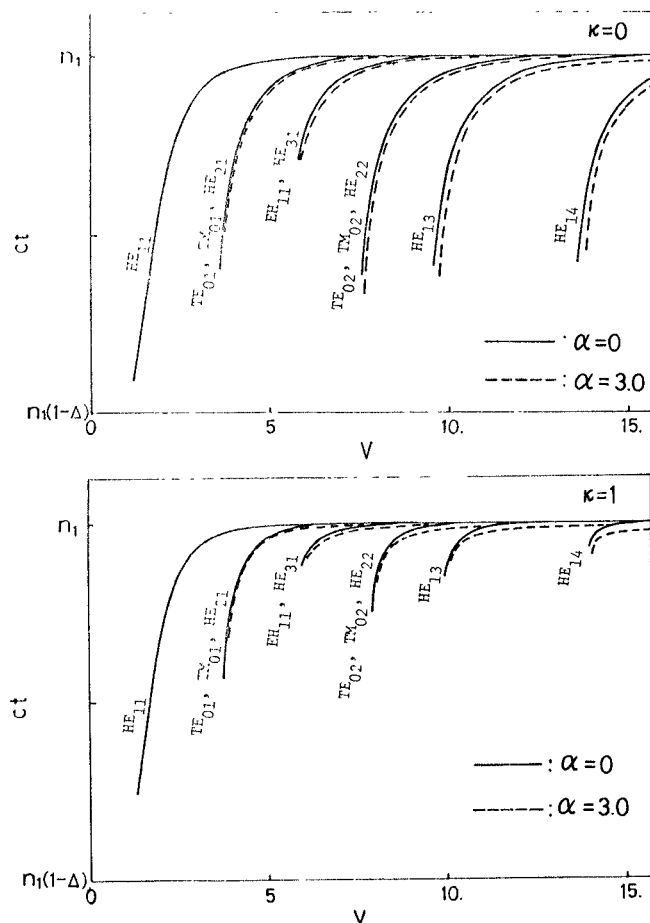 κ=0
n₁
ct
HE₁₁
TE₀₁, TM₀₁, HE₂₁
EH₁₁, HE₃₁
TE₀₂, TM₀₂, HE₂₂
HE₁₃
HE₁₄
: α=0
: α=3.0
n₁(1-Δ)
0
5
10.
15.
V
κ=1
n₁
ct
HE₁₁
TE₀₁, TM₀₁, HE₂₁
EH₁₁, HE₃₁
TE₀₂, TM₀₂, HE₂₂
HE₁₃
HE₁₄
: α=0
: α=3.0
n₁(1-Δ)
0
5
10.
15.
V